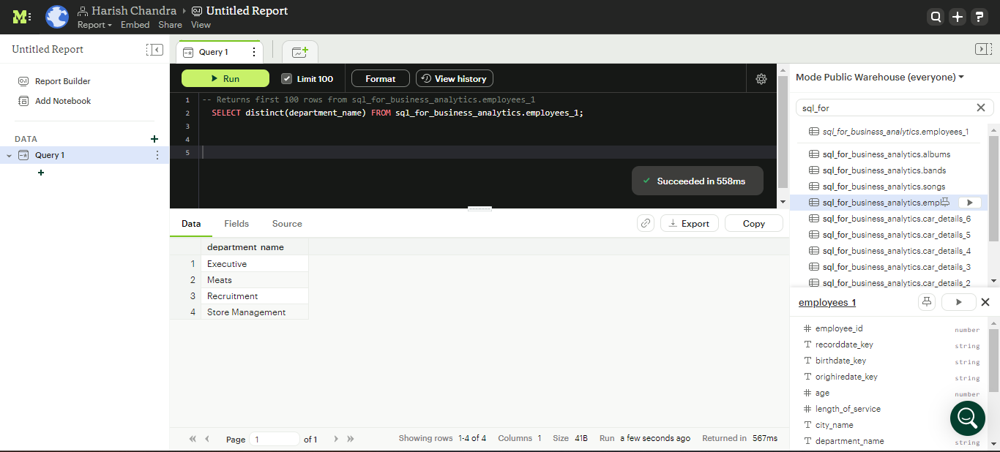 M
Harish Chandra › Untitled Report
Report Embed Share View
Untitled Report
Report Builder
Add Notebook
DATA
Query 1
Query 1
Run Limit 100 Format View history
1 -- Returns first 100 rows from sql_for_business_analytics.employees_1
2 SELECT distinct(department_name) FROM sql_for_business_analytics.employees_1;
3
4
5
Succeeded in 558ms
Data Fields Source Export Copy
department_name
1 Executive
2 Meats
3 Recruitment
4 Store Management
Page 1 of 1 Showing rows 1-4 of 4 Columns 1 Size 41B Run a few seconds ago Returned in 567ms
Mode Public Warehouse (everyone)
sql_for
sql_for_business_analytics.employees_1
sql_for_business_analytics.albums
sql_for_business_analytics.bands
sql_for_business_analytics.songs
sql_for_business_analytics.empl
sql_for_business_analytics.car_details_6
sql_for_business_analytics.car_details_5
sql_for_business_analytics.car_details_4
sql_for_business_analytics.car_details_3
sql_for_business_analytics.car_details_2
employees_1
employee_id number
recorddate_key string
birthdate_key string
orighiredate_key string
age number
length_of_service
city_name
department_name string